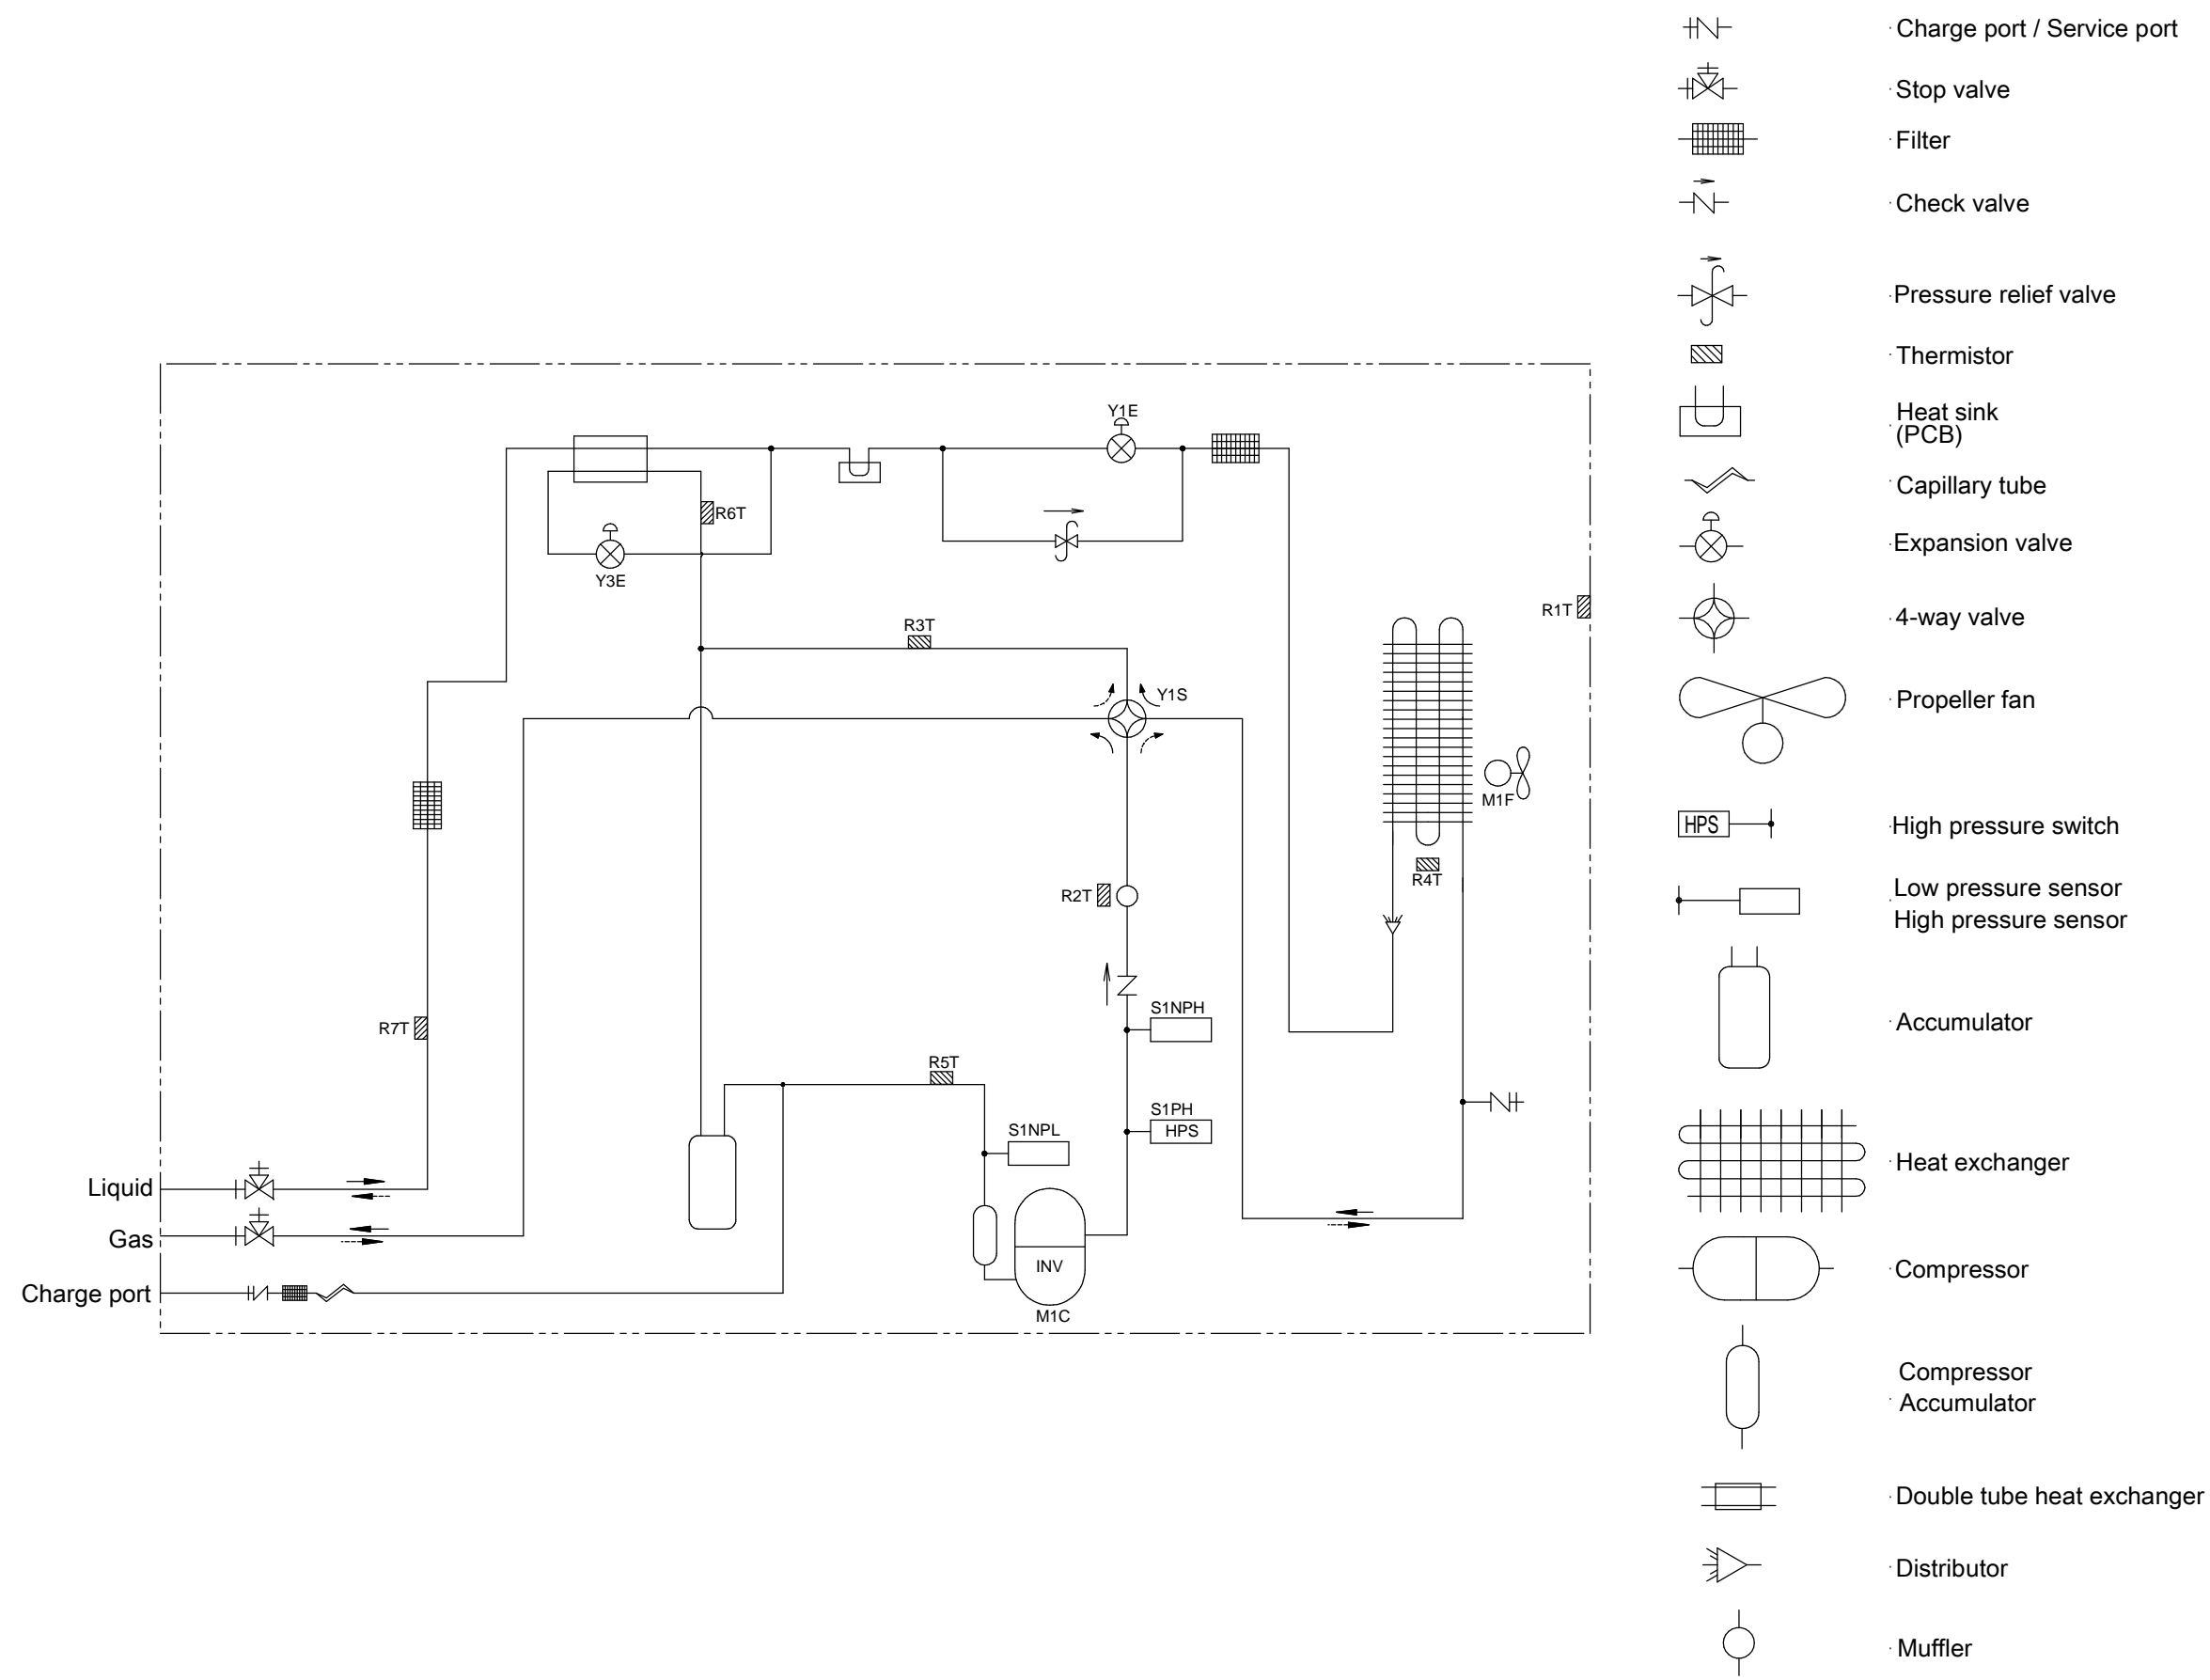 Y1E
R6T
Y3E
R3T
R1T
Y1S
M1F
R4T
R2T
S1NPH
R7T
R5T
S1PH
HPS
S1NPL
Liquid
Gas
INV
Charge port
M1C
Charge port / Service port
Stop valve
Filter
Check valve
Pressure relief valve
Thermistor
Heat sink
(PCB)
Capillary tube
Expansion valve
4-way valve
Propeller fan
HPS
High pressure switch
Low pressure sensor
High pressure sensor
Accumulator
Heat exchanger
Compressor
Compressor
Accumulator
Double tube heat exchanger
Distributor
Muffler